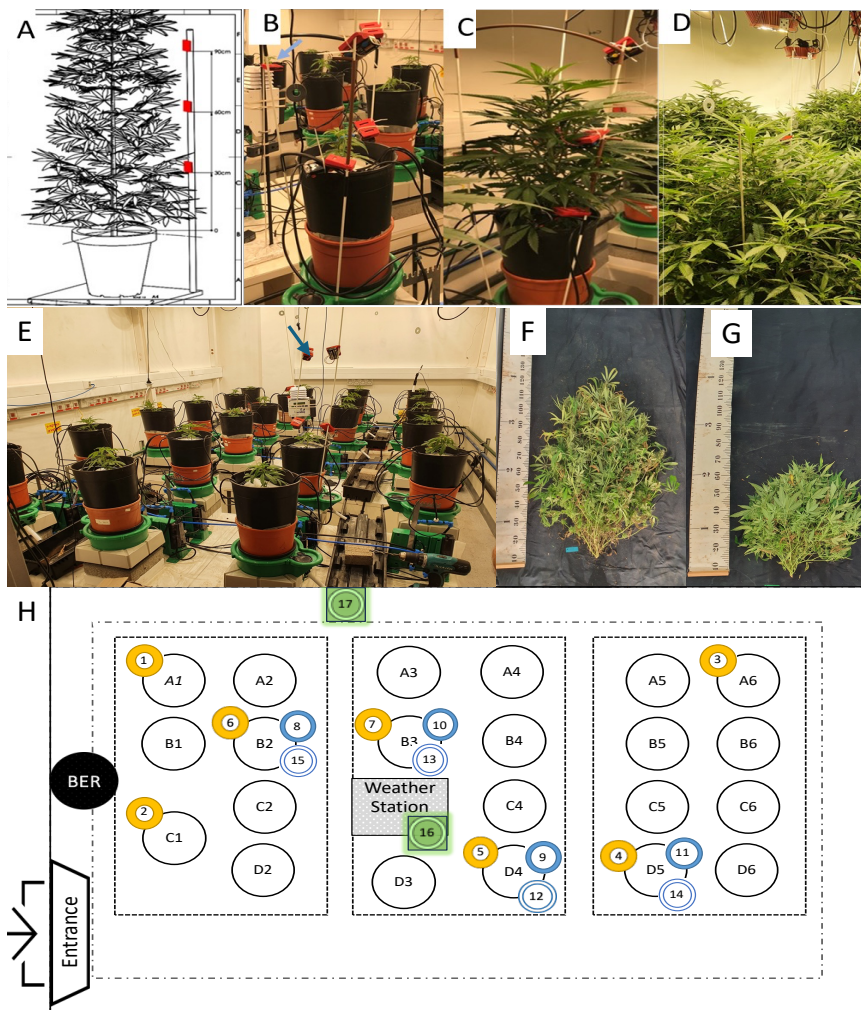 A
90cm
60cm
30cm
0
F
E
D
C
B
A
B
C
D
E
F
G
H
17
1
A1
A2
A3
A4
A5
3
A6
B1
6
B2
8
15
7
B3
10
13
B4
B5
B6
BER
Weather
Station
16
2
C1
C2
C4
C5
C6
D2
D3
5
D4
9
12
4
D5
11
14
D6
Entrance